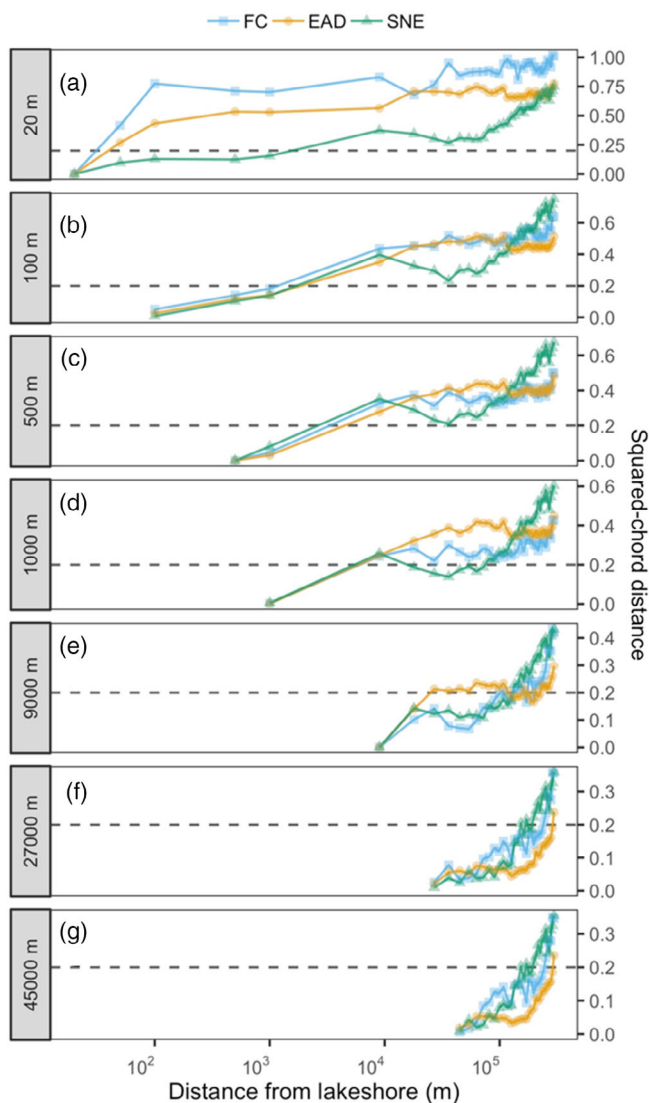 FC EAD SNE
20 m
(a)
1.00
0.75
0.50
0.25
0.00
100 m
(b)
0.6
0.4
0.2
0.0
500 m
(c)
0.6
0.4
0.2
0.0
1000 m
(d)
0.6
0.4
0.2
0.0
9000 m
(e)
0.4
0.3
0.2
0.1
0.0
27000 m
(f)
0.3
0.2
0.1
0.0
45000 m
(g)
0.3
0.2
0.1
0.0
Squared-chord distance
10² 10³ 10⁴ 10⁵
Distance from lakeshore (m)